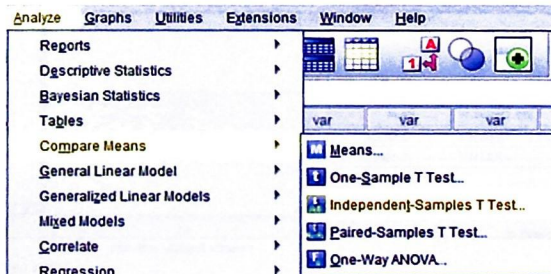 Analyze Graphs Utilities Extensions Window Help
Reports
Descriptive Statistics
Bayesian Statistics
Tables
Compare Means
General Linear Model
Generalized Linear Models
Mixed Models
Correlate
Regression
1 A
var var var
M Means...
t One-Sample T Test...
Independent-Samples T Test...
Paired-Samples T Test...
F One-Way ANOVA...